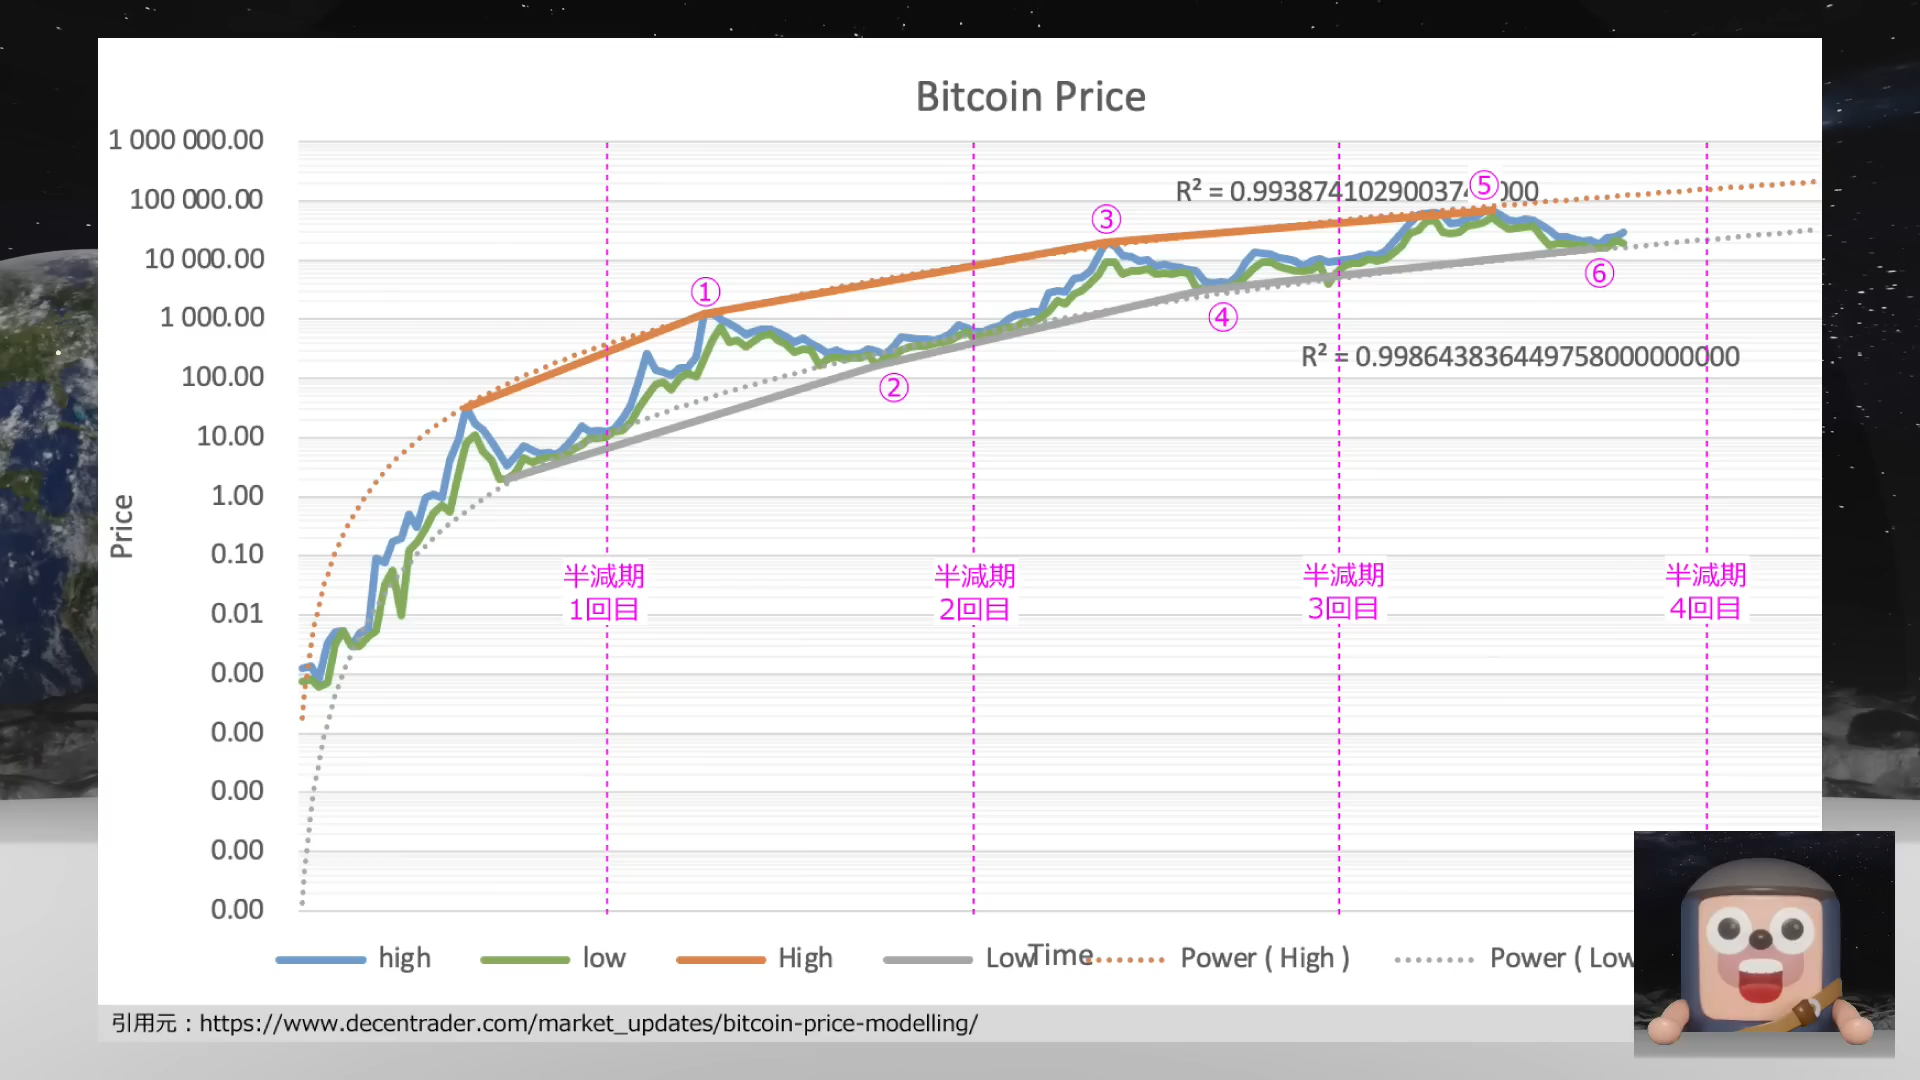 Bitcoin Price
1 000 000.00
100 000.00
10 000.00
1 000.00
100.00
10.00
1.00
0.10
0.01
0.00
0.00
0.00
0.00
0.00
Price
R² = 0.993874102900374 000
R² = 0.998643836449758000000000
①
②
③
④
⑤
⑥
半減期
1回目
半減期
2回目
半減期
3回目
半減期
4回目
high
low
High
Low
Time
Power ( High )
Power ( Low
引用元：https://www.decentrader.com/market_updates/bitcoin-price-modelling/